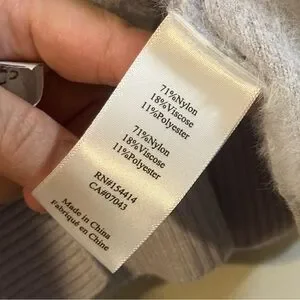 71%Nylon
18%Viscose
11%Polyester
71%Nylon
18%Viscose
11%Polyester
RN#154414
CA#07043
Made in China
Fabriqué en Chine